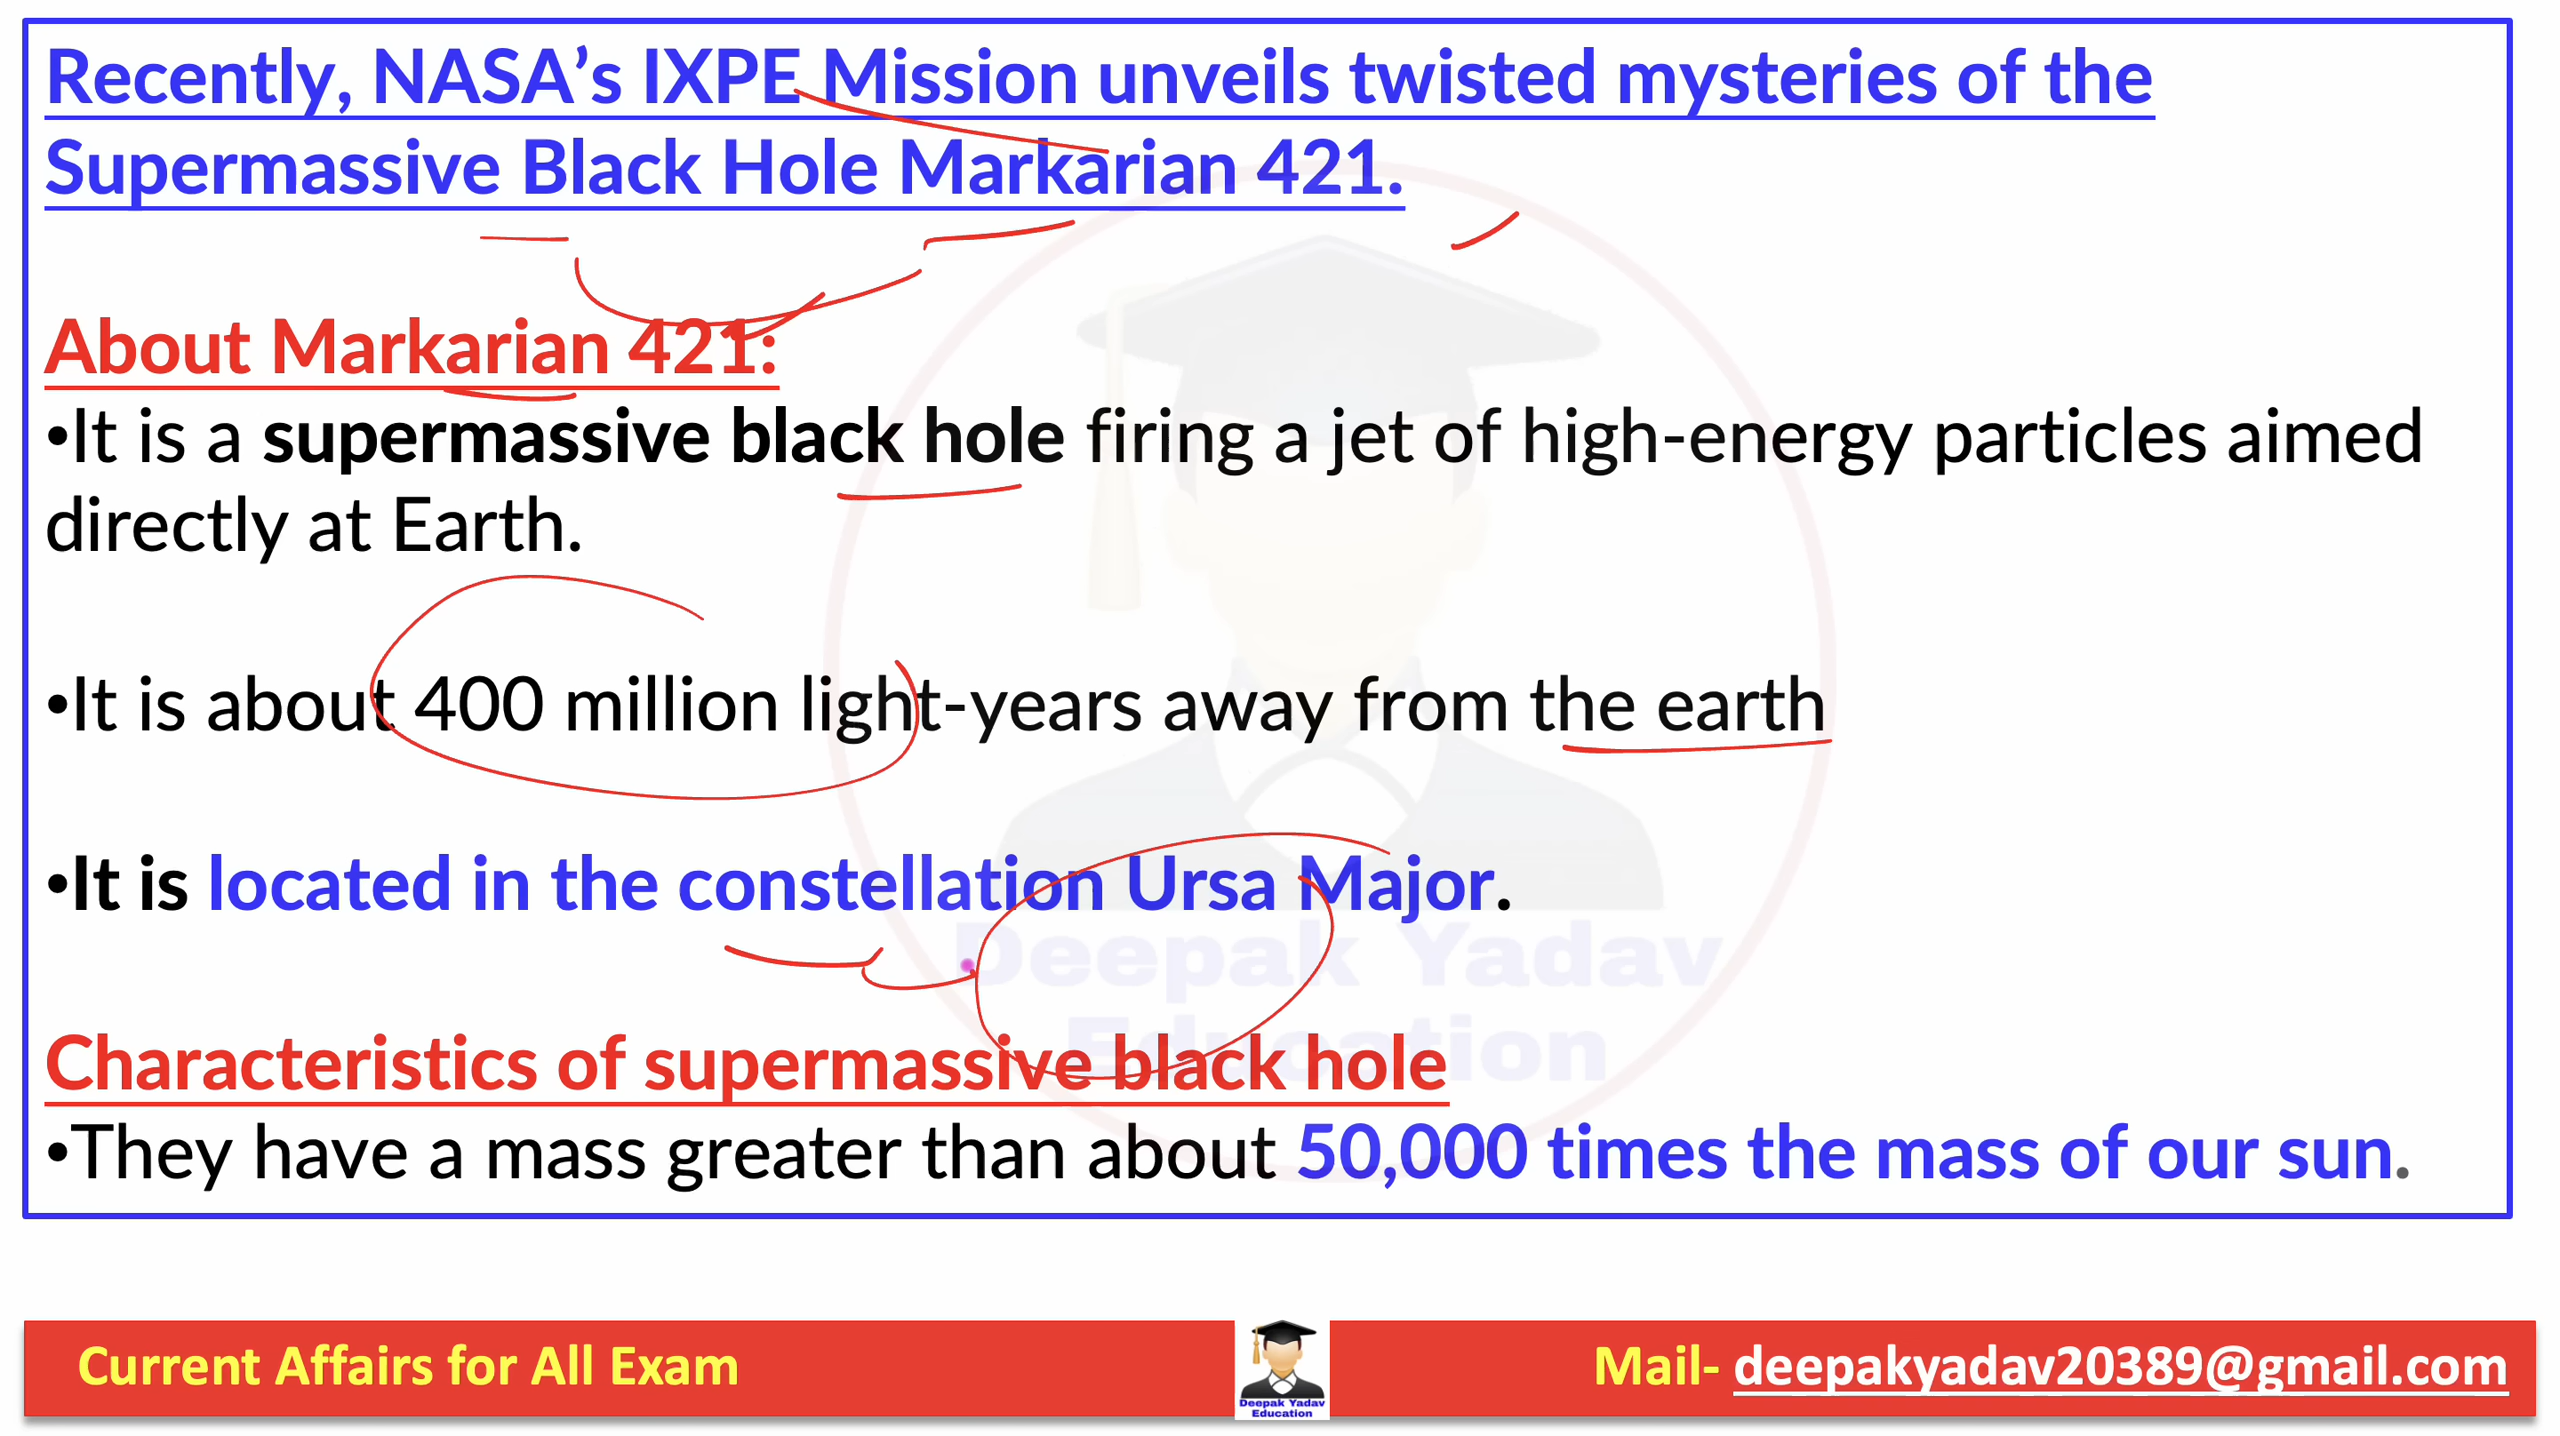 Recently, NASA’s IXPE Mission unveils twisted mysteries of the
Supermassive Black Hole Markarian 421.
About Markarian 421:
•It is a supermassive black hole firing a jet of high-energy particles aimed
directly at Earth.
•It is about 400 million light-years away from the earth
•It is located in the constellation Ursa Major.
Deepak Yadav
Education
Characteristics of supermassive black hole
•They have a mass greater than about 50,000 times the mass of our sun.
Current Affairs for All Exam
Deepak Yadav
Education
Mail- deepakyadav20389@gmail.com